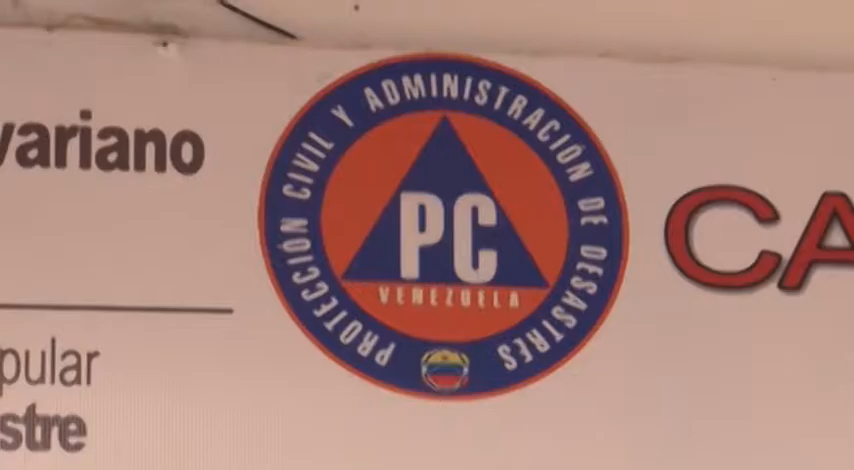 variano
pular
stre
PROTECCIÓN CIVIL Y ADMINISTRACIÓN DE DESASTRES
PC
VENEZUELA
CA